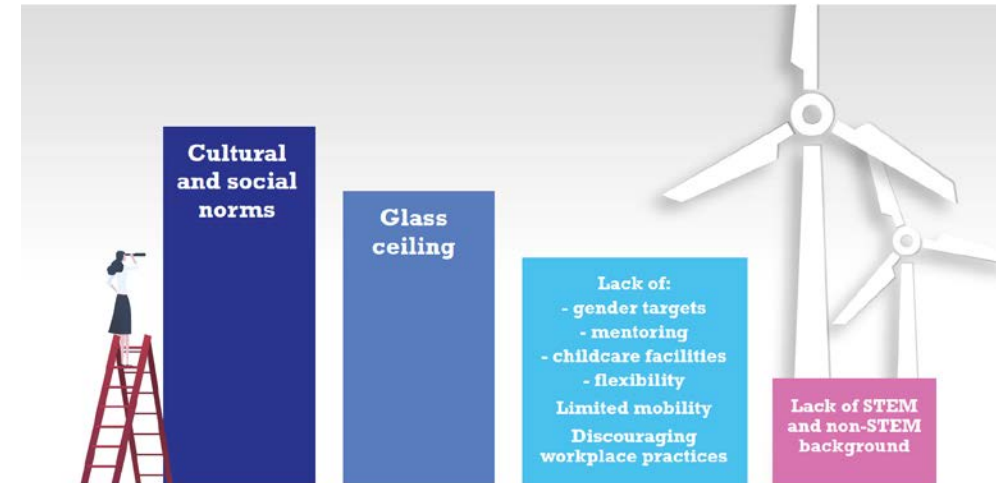 Cultural
and social
norms
Glass
ceiling
Lack of:
- gender targets
- mentoring
- childcare facilities
- flexibility
Limited mobility
Discouraging
workplace practices
Lack of STEM
and non-STEM
background